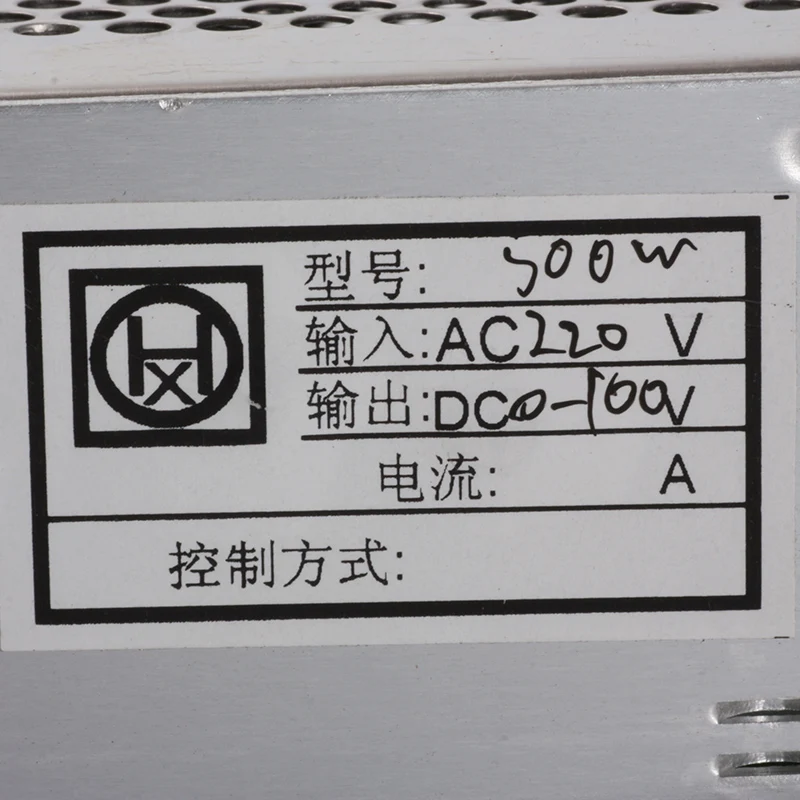 HX
型号: 500W
输入:AC220 V
输出:DC0-100V
电流: A
控制方式: